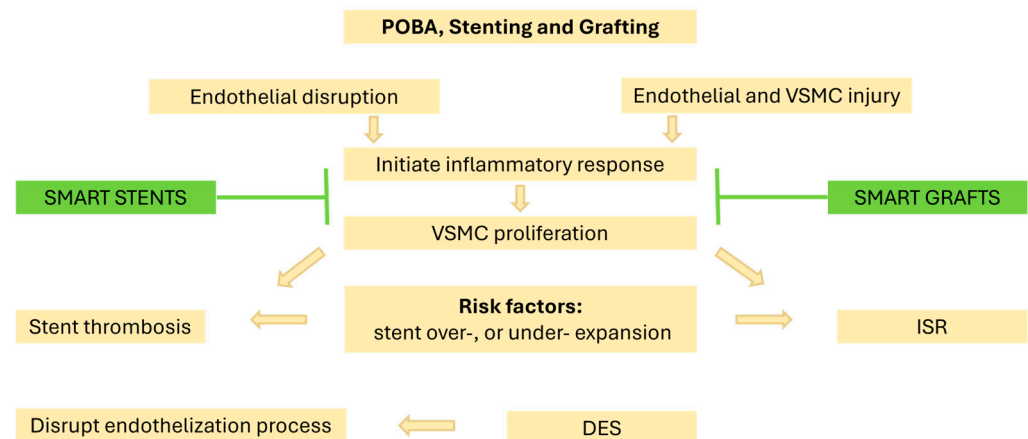 POBA, Stenting and Grafting
Endothelial disruption
Endothelial and VSMC injury
Initiate inflammatory response
SMART STENTS
SMART GRAFTS
VSMC proliferation
Stent thrombosis
Risk factors:
stent over-, or under- expansion
ISR
Disrupt endothelization process
DES